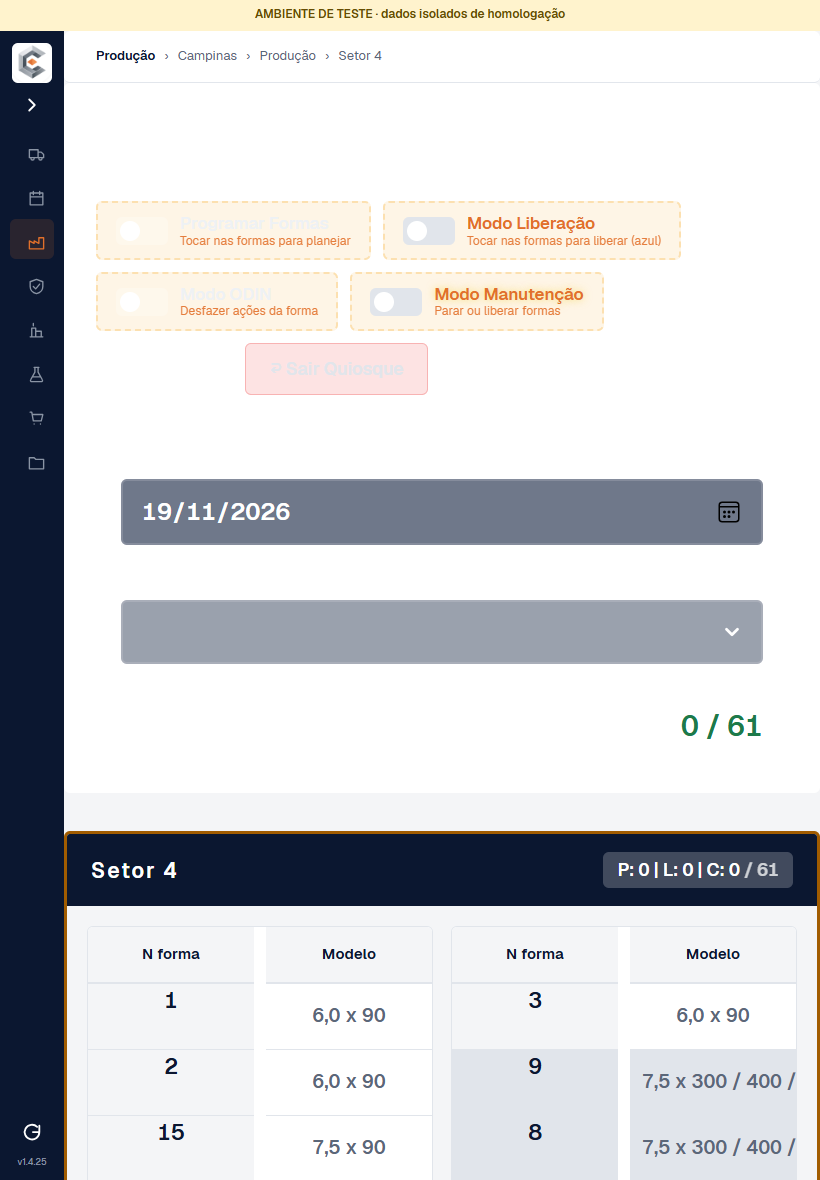 AMBIENTE DE TESTE · dados isolados de homologação
Produção › Campinas › Produção › Setor 4
Programar Formas
Tocar nas formas para planejar
Modo Liberação
Tocar nas formas para liberar (azul)
Modo ODIN
Desfazer ações da forma
Modo Manutenção
Parar ou liberar formas
Sair Quiosque
19/11/2026
0 / 61
Setor 4
P: 0 | L: 0 | C: 0 / 61
N forma Modelo N forma Modelo
1 6,0 x 90 3 6,0 x 90
2 6,0 x 90 9 7,5 x 300 / 400 /
15 7,5 x 90 8 7,5 x 300 / 400 /
v1.4.25